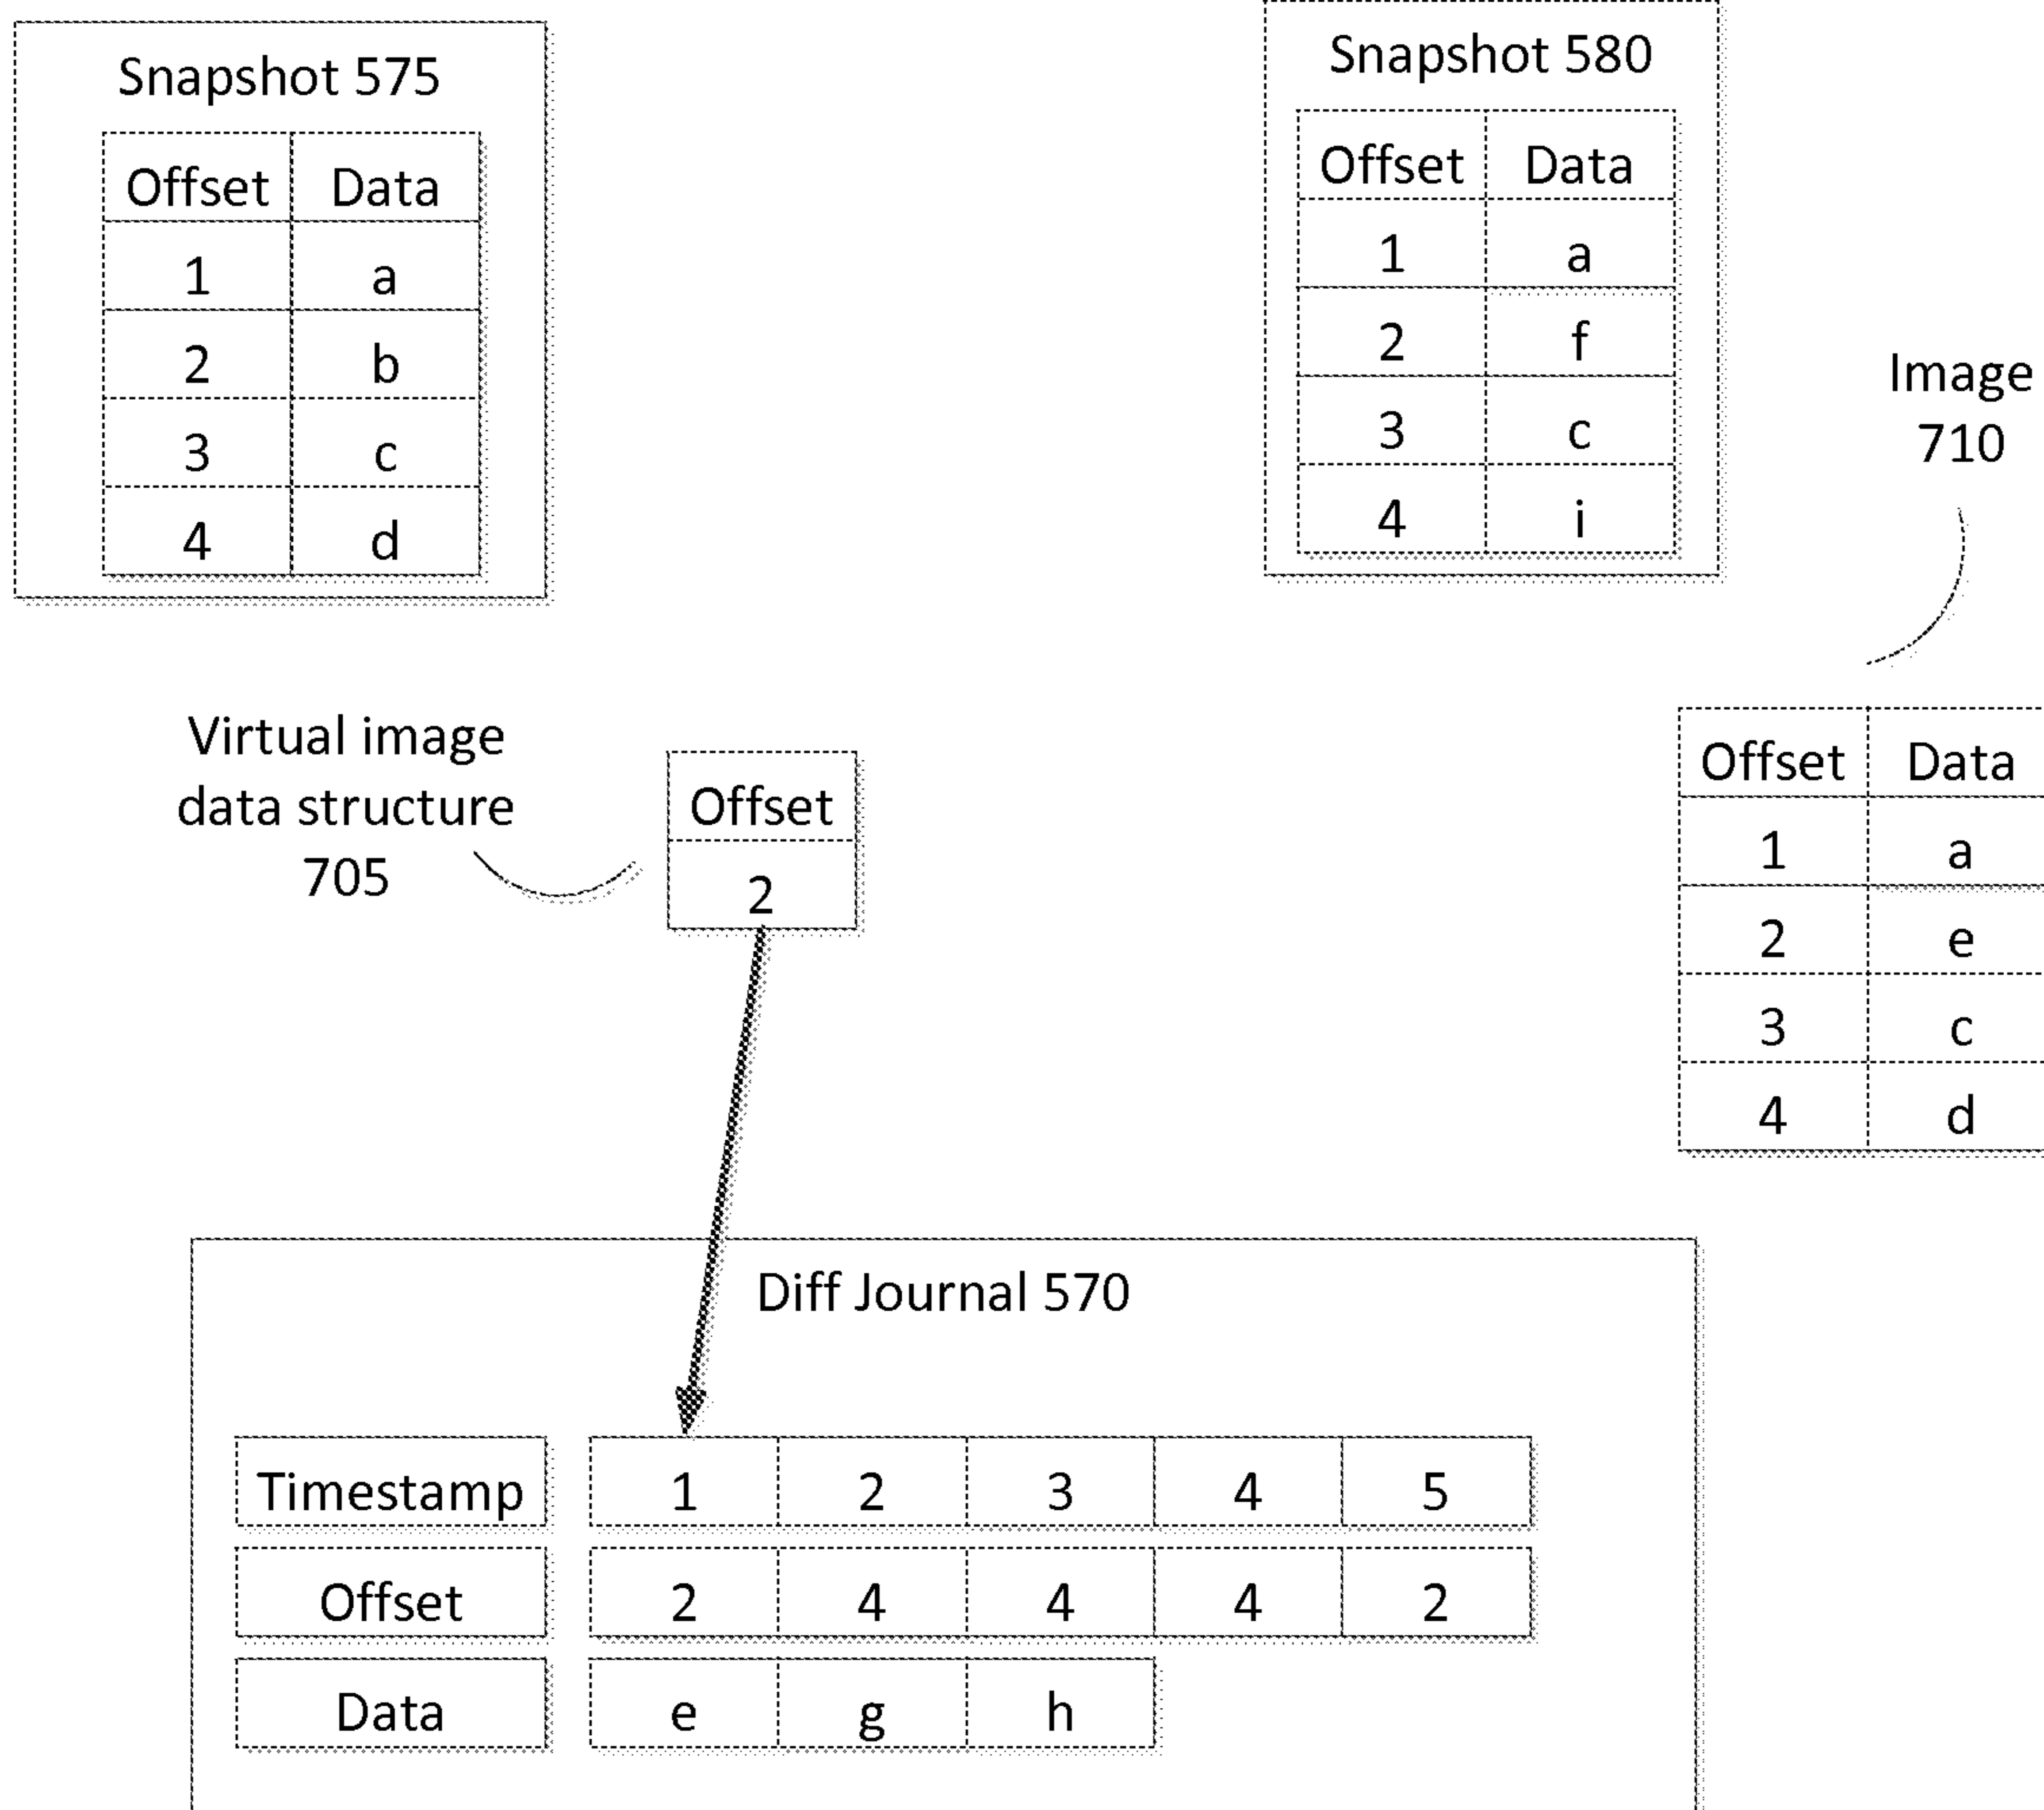 Snapshot 575
Offset Data
1 a
2 b
3 c
4 d
Snapshot 580
Offset Data
1 a
2 f
3 c
4 i
Image
710
Offset Data
1 a
2 e
3 c
4 d
Virtual image
data structure
705
Offset
2
Diff Journal 570
Timestamp 1 2 3 4 5
Offset 2 4 4 4 2
Data e g h